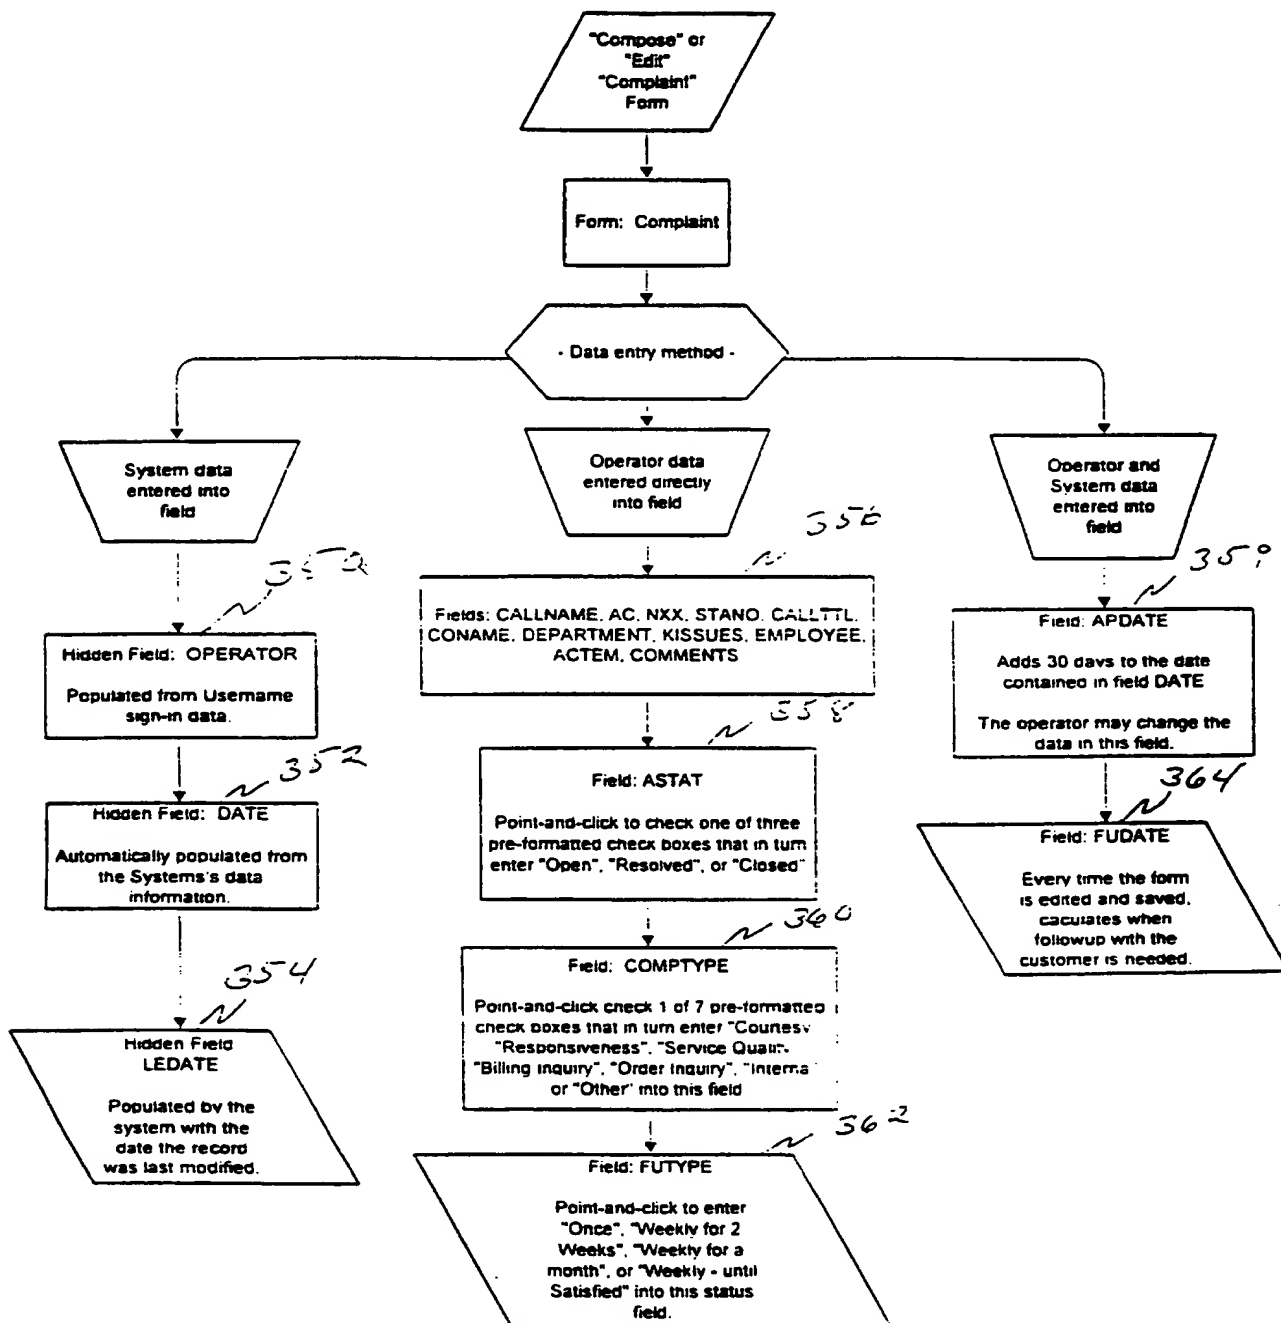 "Compose" or
"Edit"
"Complaint"
Form
Form: Complaint
- Data entry method -
System data
entered into
field
Operator data
entered directly
into field
Operator and
System data
entered into
field
Hidden Field: OPERATOR
Populated from Username
sign-in data.
352
Hidden Field: DATE
Automatically populated from
the Systems's data
information.
354
Hidden Field
LEDATE
Populated by the
system with the
date the record
was last modified.
Fields: CALLNAME, AC, NXX, STANO, CALLTTL,
CONAME, DEPARTMENT, KISSUES, EMPLOYEE,
ACTEM, COMMENTS
358
Field: ASTAT
Point-and-click to check one of three
pre-formatted check boxes that in turn
enter "Open", "Resolved", or "Closed"
360
Field: COMPTYPE
Point-and-click check 1 of 7 pre-formatted
check boxes that in turn enter "Courtesy
"Responsiveness", "Service
"Billing Inquiry", "Order Inquiry",
or "Other" into this field
362
Field: FUTYPE
Point-and-click to enter
"Once", "Weekly for 2
Weeks", "Weekly for a
month", or "Weekly - until
Satisfied" into this status
field.
Field: APDATE
Adds 30 days to the date
contained in field DATE
The operator may change the
data in this field.
364
Field: FUDATE
Every time the form
is edited and saved,
caculates when
followup with the
customer is needed.